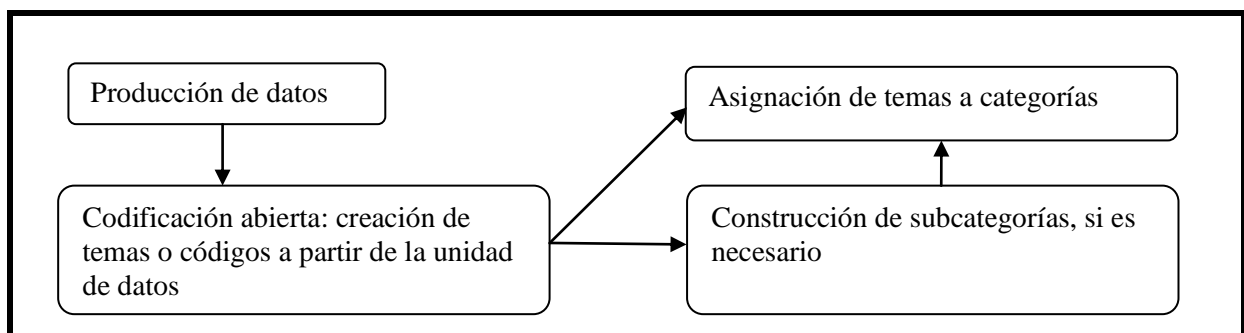 Producción de datos
Codificación abierta: creación de
temas o códigos a partir de la unidad
de datos
Asignación de temas a categorías
Construcción de subcategorías, si es
necesario